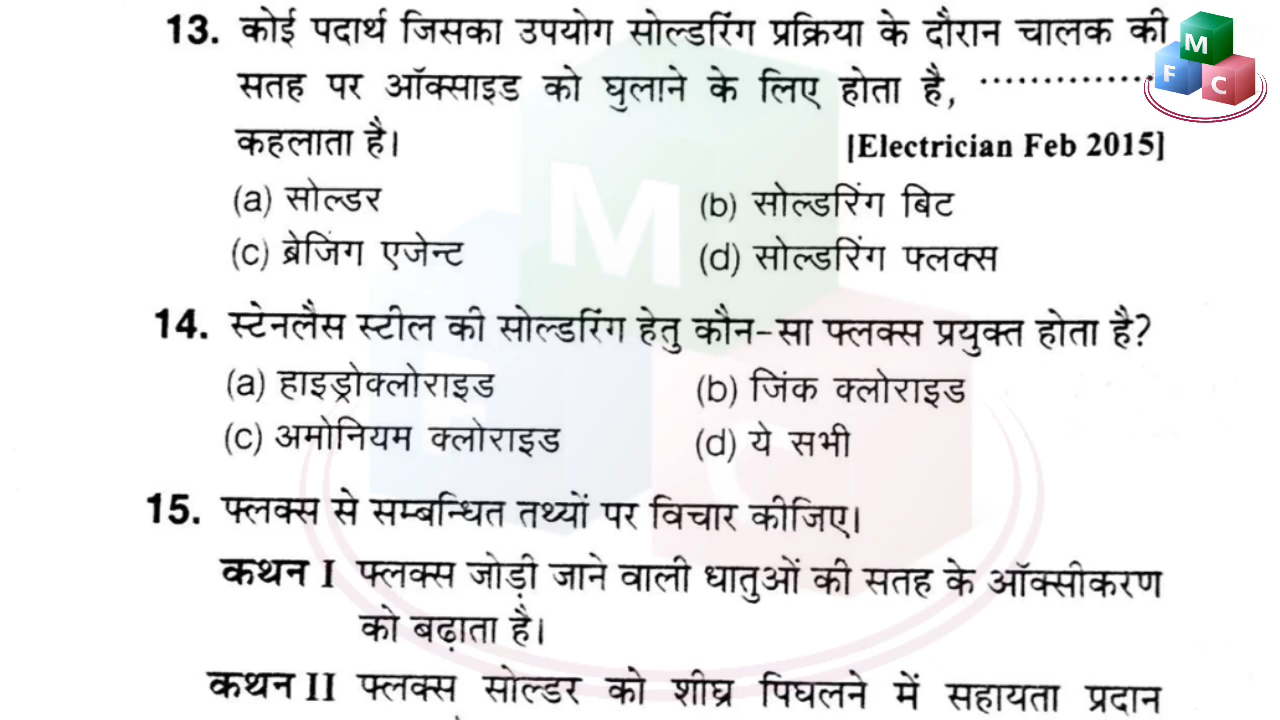 13. कोई पदार्थ जिसका उपयोग सोल्डरिंग प्रक्रिया के दौरान चालक की
सतह पर ऑक्साइड को घुलाने के लिए होता है, ...............
कहलाता है। [Electrician Feb 2015]
(a) सोल्डर (b) सोल्डरिंग बिट
(c) ब्रेजिंग एजेन्ट (d) सोल्डरिंग फ्लक्स
14. स्टेनलैस स्टील की सोल्डरिंग हेतु कौन-सा फ्लक्स प्रयुक्त होता है?
(a) हाइड्रोक्लोराइड (b) जिंक क्लोराइड
(c) अमोनियम क्लोराइड (d) ये सभी
15. फ्लक्स से सम्बन्धित तथ्यों पर विचार कीजिए।
कथन I फ्लक्स जोड़ी जाने वाली धातुओं की सतह के ऑक्सीकरण
को बढ़ाता है।
कथन II फ्लक्स सोल्डर को शीघ्र पिघलने में सहायता प्रदान
M
F
C
M
F
C